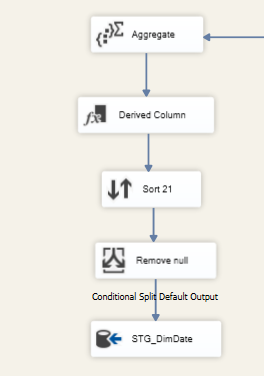 Aggregate
Derived Column
Sort 21
Remove null
Conditional Split Default Output
STG_DimDate